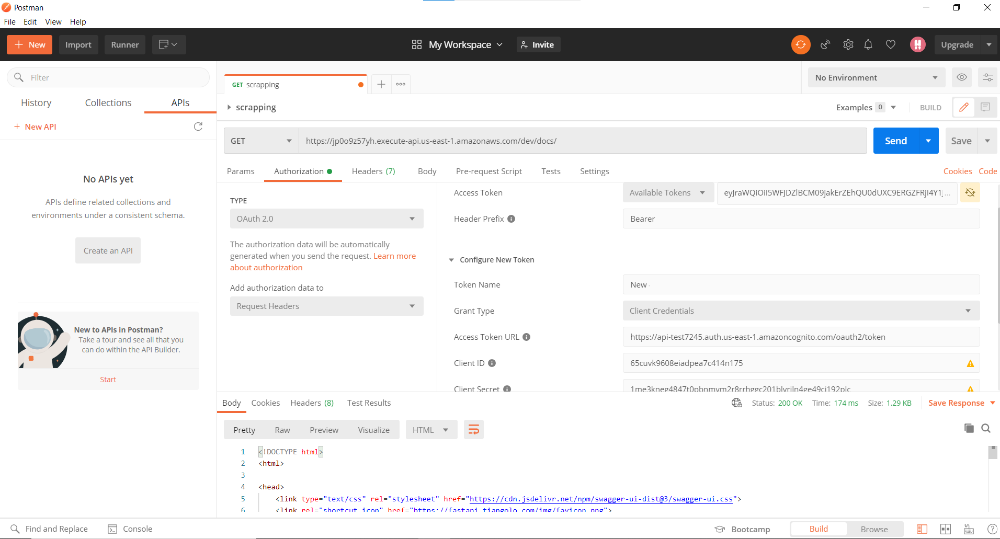 Postman
File Edit View Help
New Import Runner My Workspace Invite Upgrade
Filter
History Collections APIs
+ New API
No APIs yet
APIs define related collections and
environments under a consistent schema.
Create an API
New to APIs in Postman?
Take a tour and see all that you
can do within the API Builder.
Start
GET scrapping
No Environment
scrapping
Examples 0 BUILD
GET https://jp0o9z57yh.execute-api.us-east-1.amazonaws.com/dev/docs/ Send Save
Params Authorization Headers (7) Body Pre-request Script Tests Settings Cookies Code
TYPE
OAuth 2.0
The authorization data will be automatically
generated when you send the request. Learn more
about authorization
Add authorization data to
Request Headers
Access Token Available Tokens
Header Prefix Bearer
Configure New Token
Token Name New
Grant Type Client Credentials
Access Token URL https://api-test7245.auth.us-east-1.amazoncognito.com/oauth2/token
Client ID 65cuvk9608eiadpea7c414n175
Client Secret
Body Cookies Headers (8) Test Results Status: 200 OK Time: 174 ms Size: 1.29 KB Save Response
Pretty Raw Preview Visualize HTML
1 <!DOCTYPE html>
2 <html>
3
4 <head>
5 <link type="text/css" rel="stylesheet" href="https://cdn.jsdelivr.net/npm/swagger-ui-dist@3/swagger-ui.css">
6 <link rel="shortcut icon" href="https://fastapi.tiangolo.com/img/favicon.png">
Find and Replace Console Bootcamp Build Browse